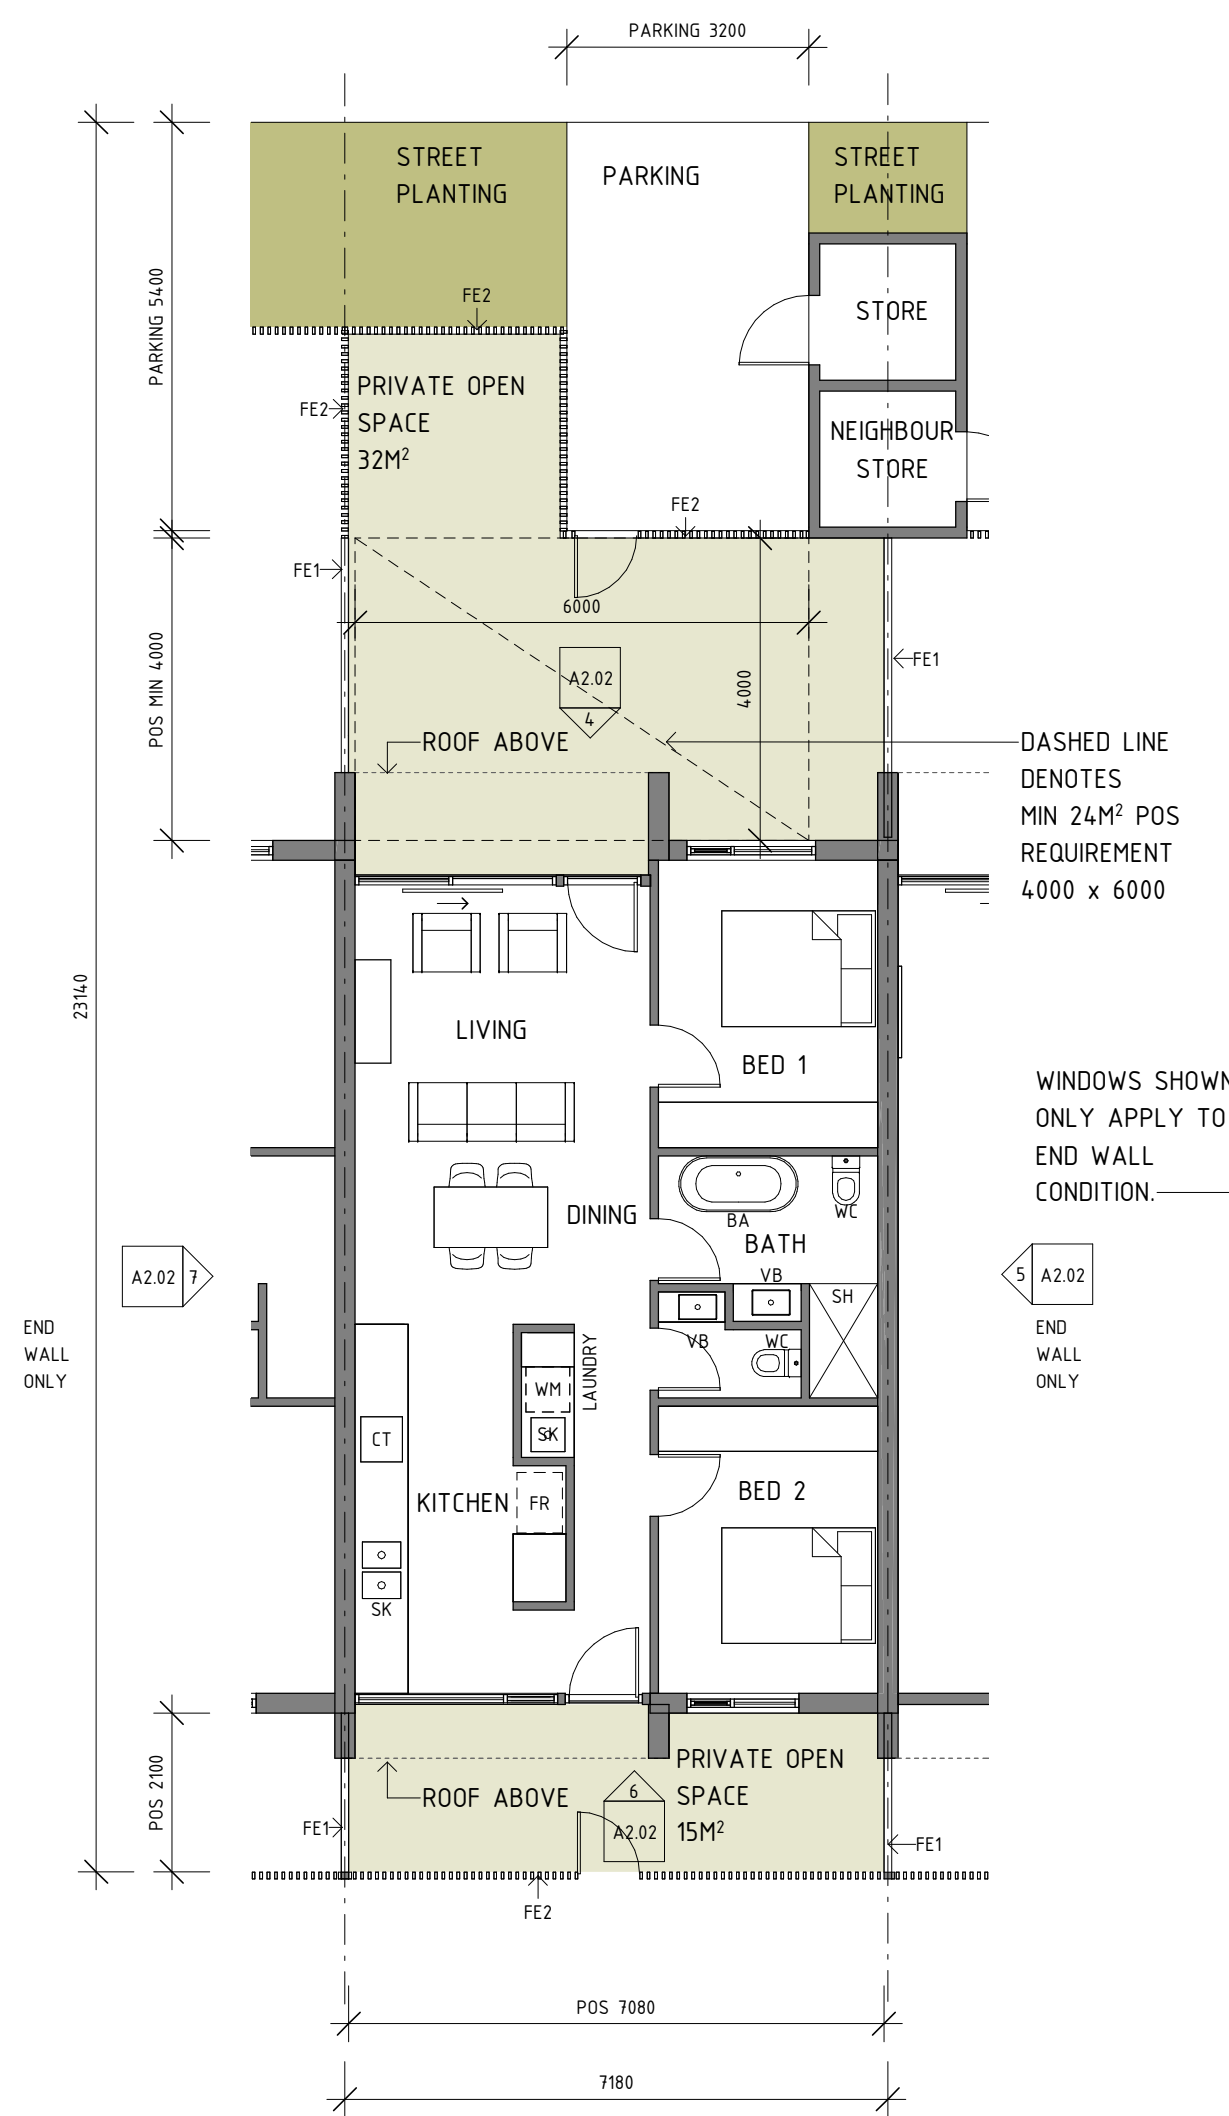 PARKING 3200
STREET
PLANTING
PARKING
STREET
PLANTING
PARKING 5400
FE2
STORE
PRIVATE OPEN
SPACE
32M²
FE2
NEIGHBOUR
STORE
FE2
FE1
6000
POS MIN 4000
A2.02
4
4000
FE1
ROOF ABOVE
DASHED LINE
DENOTES
MIN 24M² POS
REQUIREMENT
4000 x 6000
23140
LIVING
BED 1
WINDOWS SHOWN
ONLY APPLY TO
END WALL
CONDITION.
DINING
BA
WC
BATH
A2.02 7
VB
SH
5 A2.02
END
WALL
ONLY
VB
WC
END
WALL
ONLY
LAUNDRY
WM
SK
CT
KITCHEN
FR
BED 2
SK
POS 2100
PRIVATE OPEN
SPACE
15M²
ROOF ABOVE
6
A2.02
FE1
FE1
FE2
POS 7080
7180